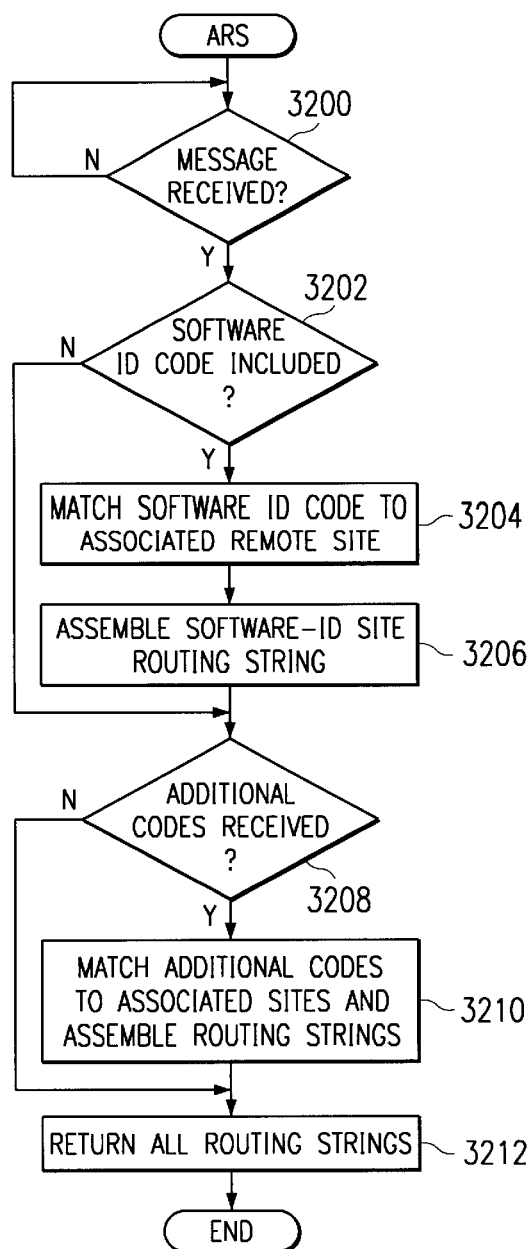 ARS
3200
N
MESSAGE
RECEIVED?
Y
3202
N
SOFTWARE
ID CODE INCLUDED
?
Y
MATCH SOFTWARE ID CODE TO
ASSOCIATED REMOTE SITE
3204
ASSEMBLE SOFTWARE-ID SITE
ROUTING STRING
3206
N
ADDITIONAL
CODES RECEIVED
?
3208
Y
MATCH ADDITIONAL CODES
TO ASSOCIATED SITES AND
ASSEMBLE ROUTING STRINGS
3210
RETURN ALL ROUTING STRINGS
3212
END